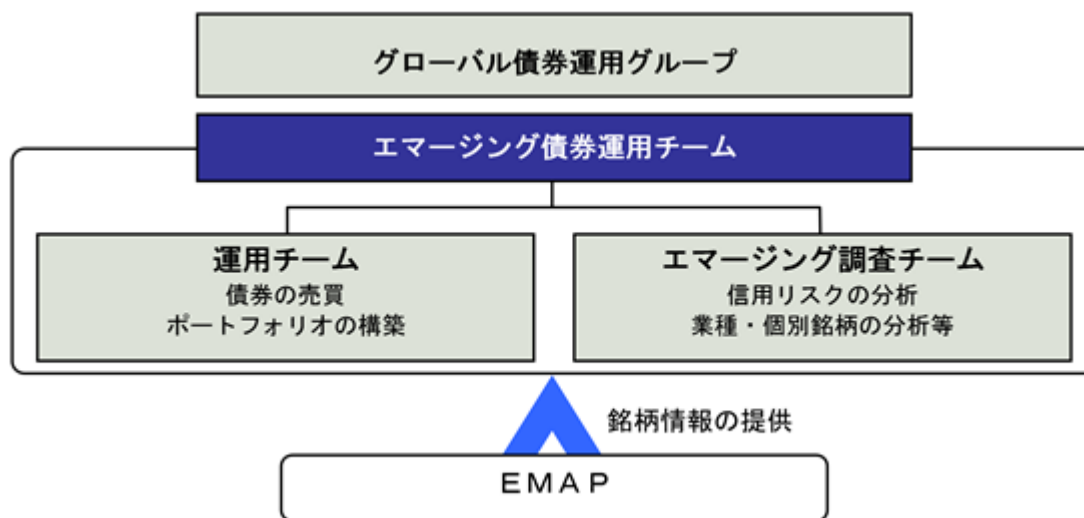 グローバル債券運用グループ
エマージング債券運用チーム
運用チーム
債券の売買
ポートフォリオの構築
エマージング調査チーム
信用リスクの分析
業種・個別銘柄の分析等
銘柄情報の提供
ＥＭＡＰ